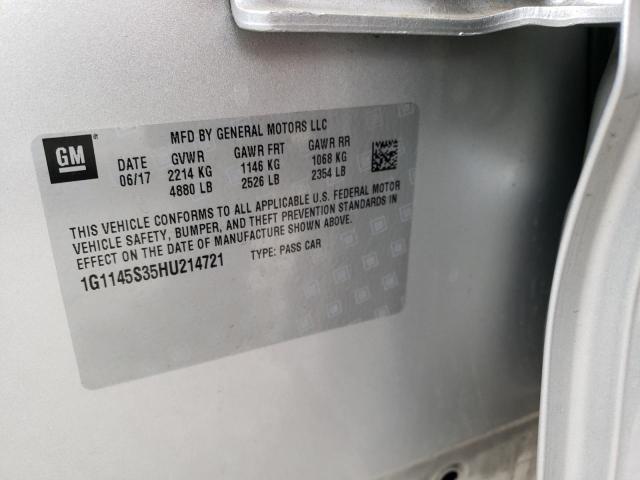 GM
MFD BY GENERAL MOTORS LLC
DATE GVWR GAWR FRT GAWR RR
06/17 2214 KG 1146 KG 1068 KG
4880 LB 2526 LB 2354 LB
THIS VEHICLE CONFORMS TO ALL APPLICABLE U.S. FEDERAL MOTOR
VEHICLE SAFETY, BUMPER, AND THEFT PREVENTION STANDARDS IN
EFFECT ON THE DATE OF MANUFACTURE SHOWN ABOVE.
1G1145S35HU214721 TYPE: PASS CAR